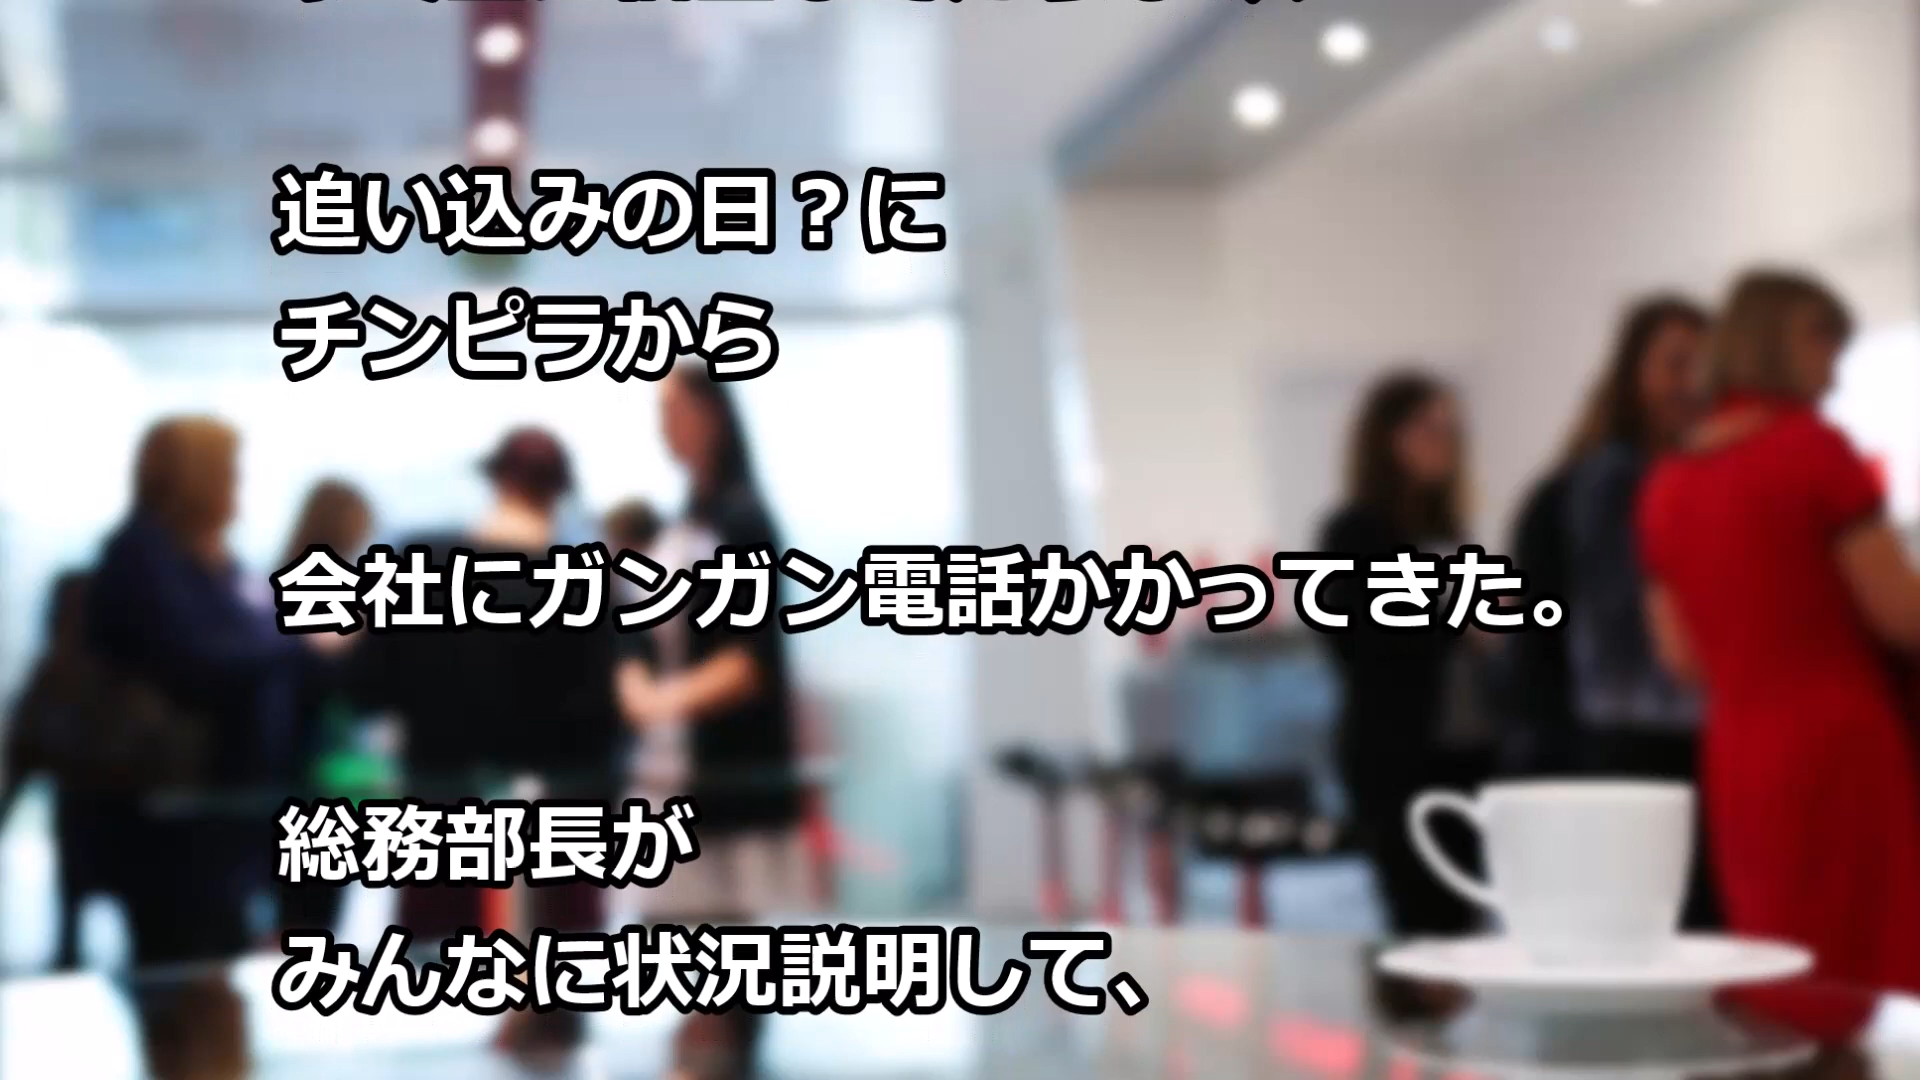 追い込みの日？に
チンピラから
会社にガンガン電話かかってきた。
総務部長が
みんなに状況説明して、